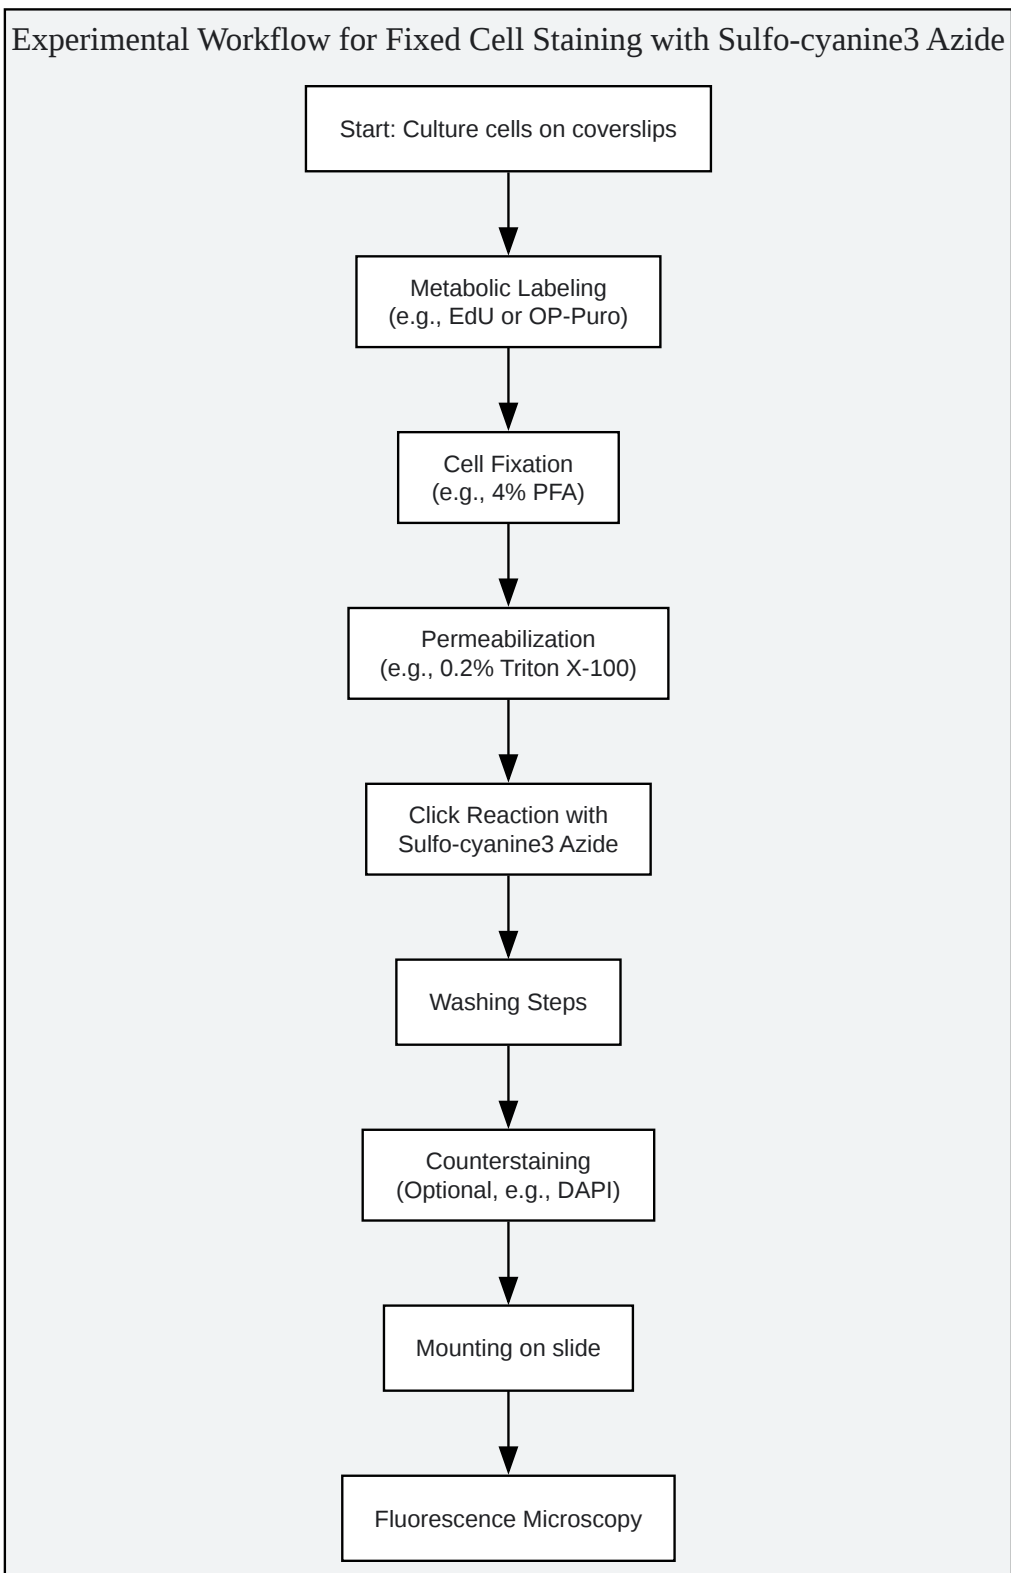 Experimental Workflow for Fixed Cell Staining with Sulfo-cyanine3 Azide
Start: Culture cells on coverslips
Metabolic Labeling
(e.g., EdU or OP-Puro)
Cell Fixation
(e.g., 4% PFA)
Permeabilization
(e.g., 0.2% Triton X-100)
Click Reaction with
Sulfo-cyanine3 Azide
Washing Steps
Counterstaining
(Optional, e.g., DAPI)
Mounting on slide
Fluorescence Microscopy